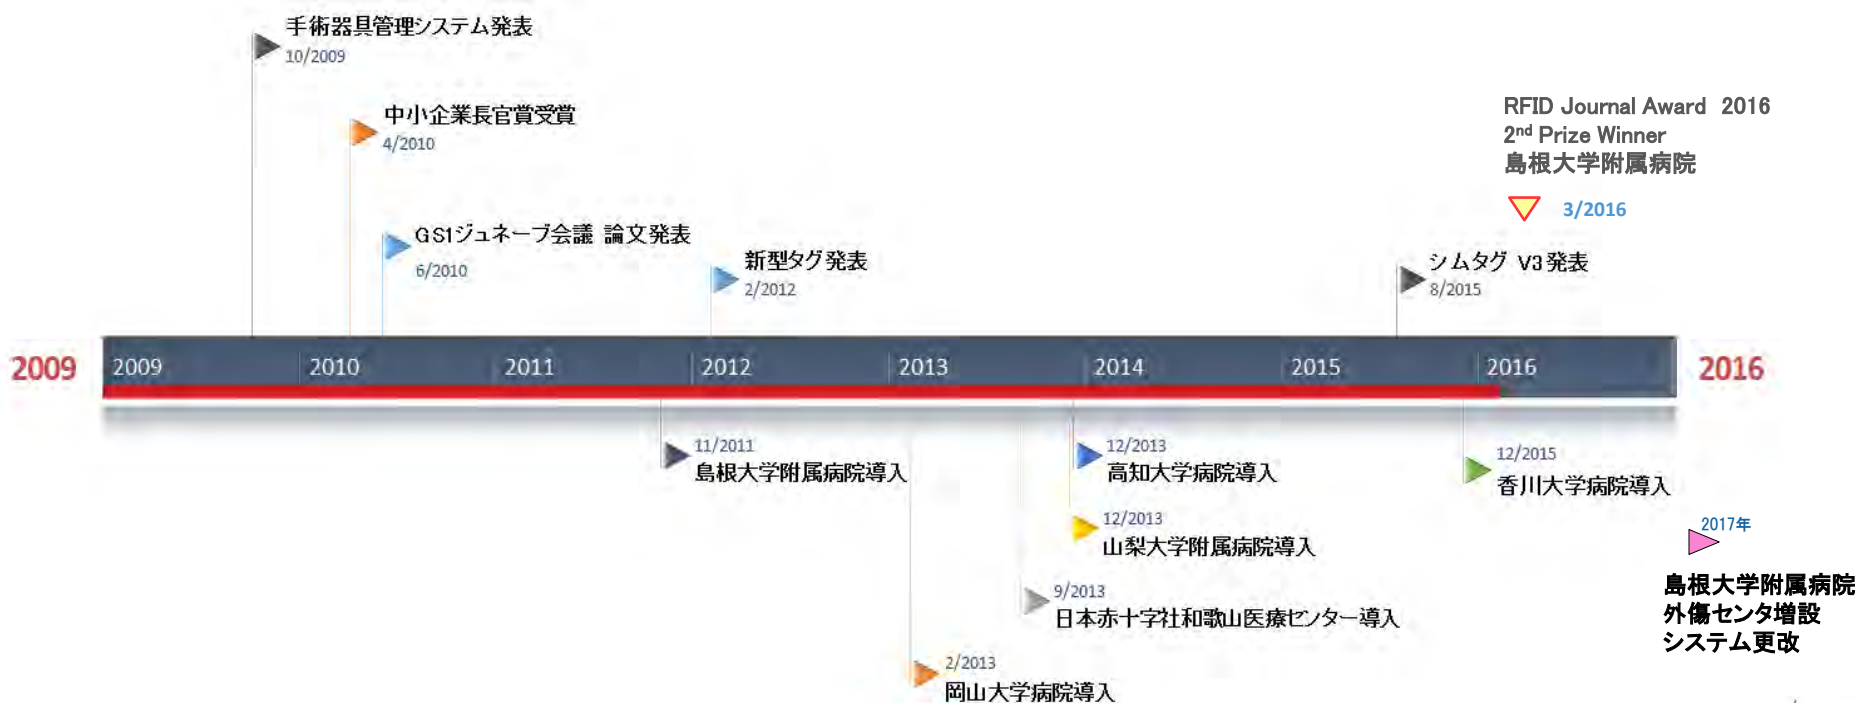 手術器具管理システム発表
10/2009
中小企業長官賞受賞
4/2010
RFID Journal Award 2016
2nd Prize Winner
島根大学附属病院
3/2016
GS1ジュネーブ会議 論文発表
6/2010
新型タグ発表
2/2012
シムタグ V3発表
8/2015
2009
2009 2010 2011 2012 2013 2014 2015 2016
2016
11/2011
島根大学附属病院導入
12/2013
高知大学病院導入
12/2015
香川大学病院導入
12/2013
山梨大学附属病院導入
2017年
島根大学附属病院
外傷センタ増設
システム更改
9/2013
日本赤十字社和歌山医療センター導入
2/2013
岡山大学病院導入